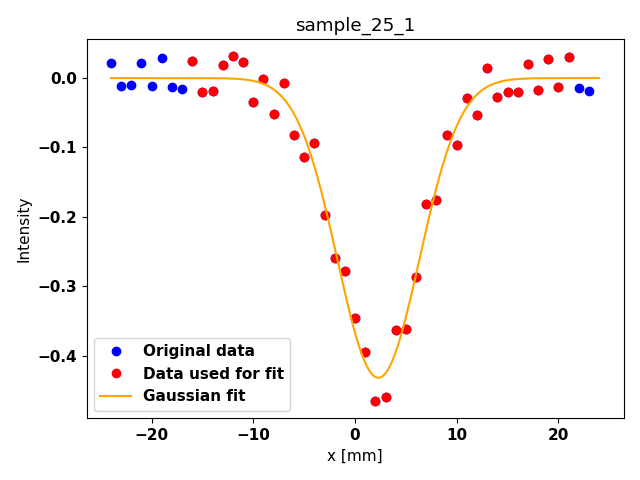 sample_25_1
0.0
−0.1
−0.2
−0.3
−0.4
Intensity
Original data
Data used for fit
Gaussian fit
−20
−10
0
10
20
x [mm]